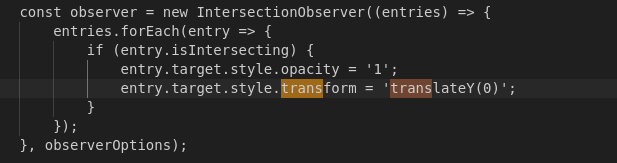 const observer = new IntersectionObserver((entries) => {
    entries.forEach(entry => {
        if (entry.isIntersecting) {
            entry.target.style.opacity = '1';
            entry.target.style.transform = 'translateY(0)';
        }
    });
}, observerOptions);